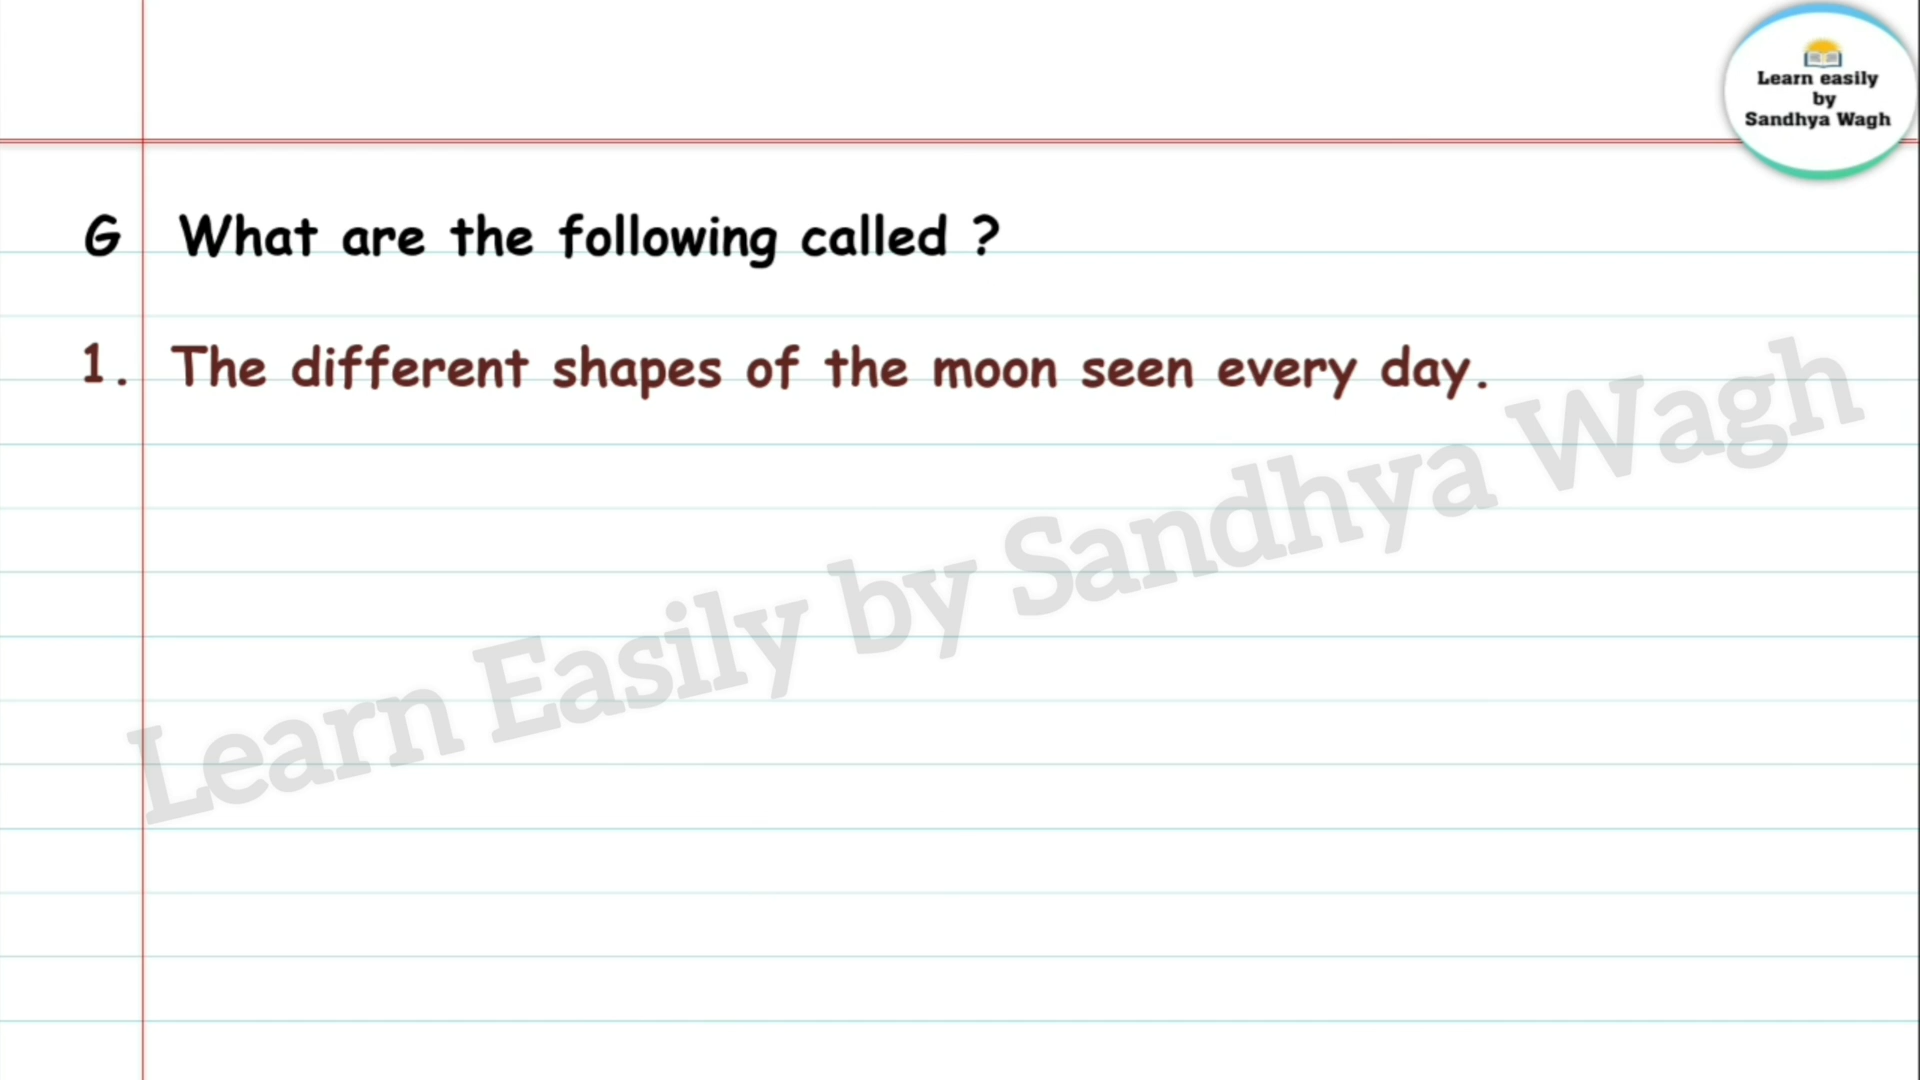 Learn easily
by
Sandhya Wagh
G What are the following called ?
1. The different shapes of the moon seen every day.
Learn Easily by Sandhya Wagh